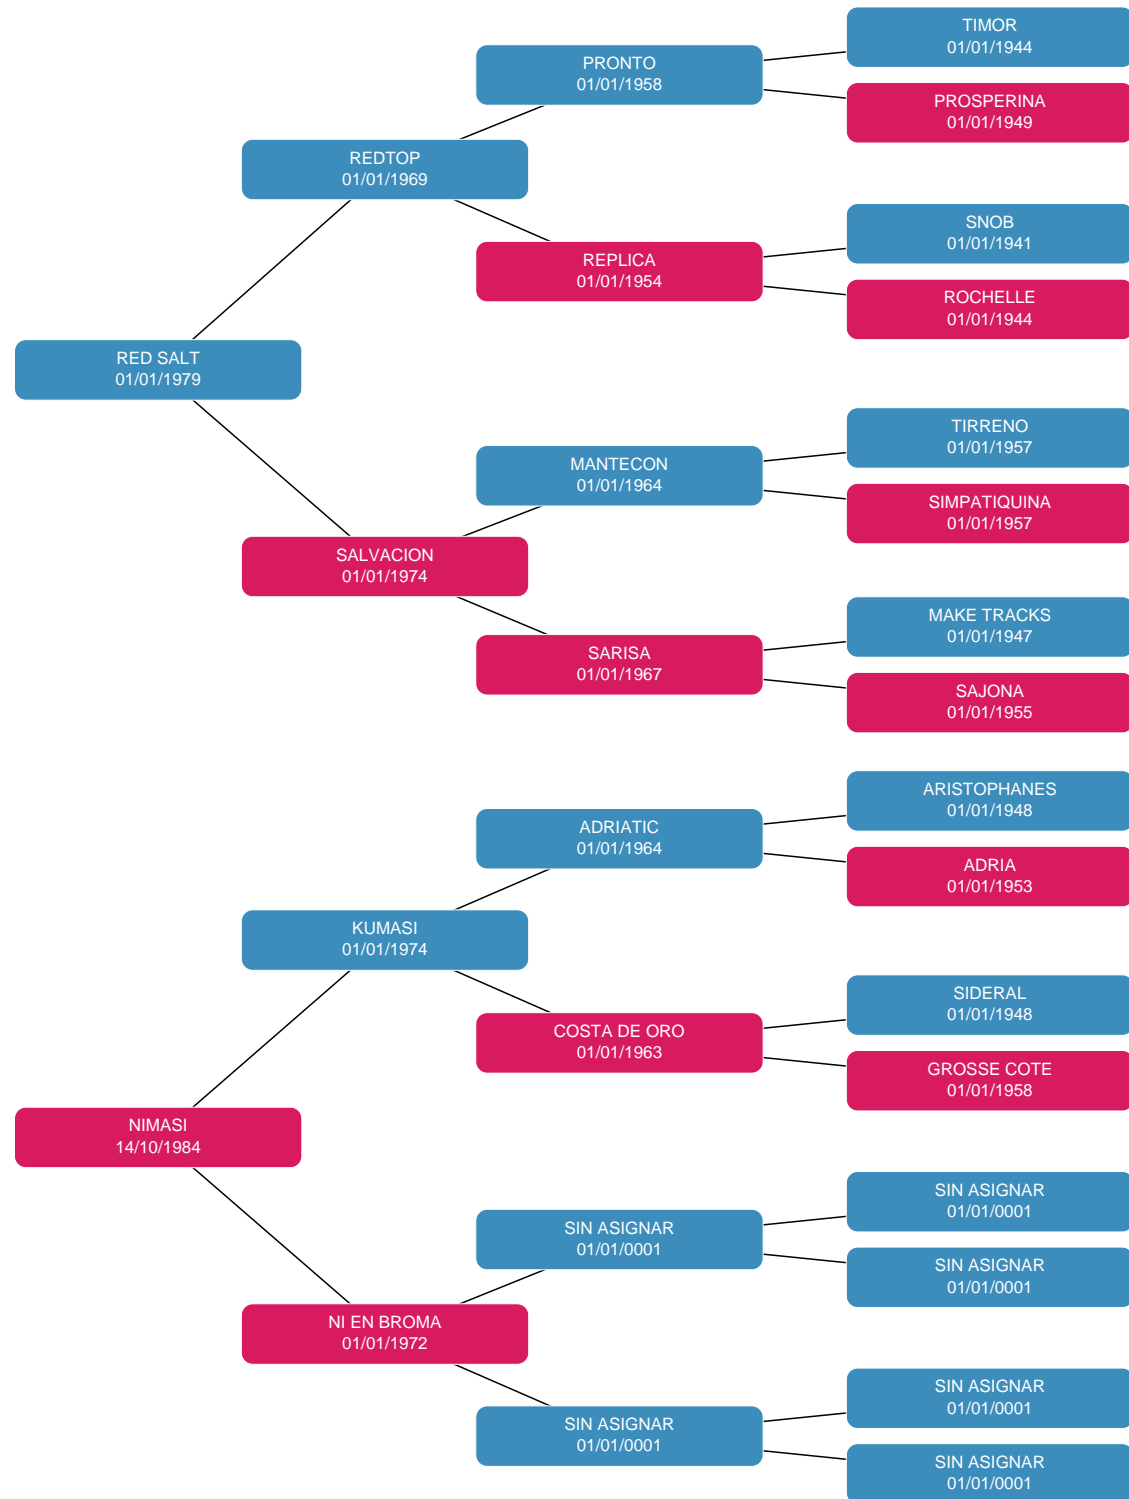 TIMOR
01/01/1944
PRONTO
01/01/1958
PROSPERINA
01/01/1949
REDTOP
01/01/1969
SNOB
01/01/1941
REPLICA
01/01/1954
ROCHELLE
01/01/1944
RED SALT
01/01/1979
TIRRENO
01/01/1957
MANTECON
01/01/1964
SIMPATIQUINA
01/01/1957
SALVACION
01/01/1974
MAKE TRACKS
01/01/1947
SARISA
01/01/1967
SAJONA
01/01/1955
ARISTOPHANES
01/01/1948
ADRIATIC
01/01/1964
ADRIA
01/01/1953
KUMASI
01/01/1974
SIDERAL
01/01/1948
COSTA DE ORO
01/01/1963
GROSSE COTE
01/01/1958
NIMASI
14/10/1984
SIN ASIGNAR
01/01/0001
SIN ASIGNAR
01/01/0001
SIN ASIGNAR
01/01/0001
NI EN BROMA
01/01/1972
SIN ASIGNAR
01/01/0001
SIN ASIGNAR
01/01/0001
SIN ASIGNAR
01/01/0001